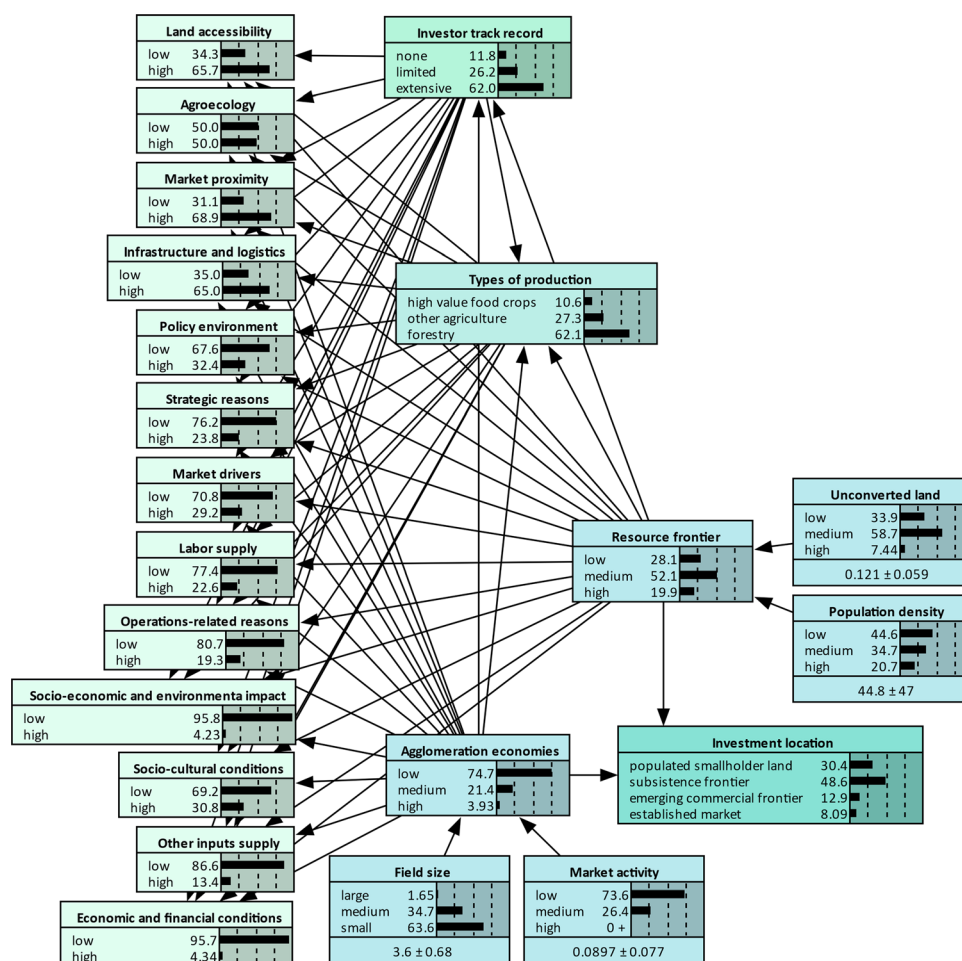 Land accessibility
low 34.3
high 65.7
Agroecology
low 50.0
high 50.0
Market proximity
low 31.1
high 68.9
Infrastructure and logistics
low 35.0
high 65.0
Policy environment
low 67.6
high 32.4
Strategic reasons
low 76.2
high 23.8
Market drivers
low 70.8
high 29.2
Labor supply
low 77.4
high 22.6
Operations-related reasons
low 80.7
high 19.3
Socio-economic and environmenta impact
low 95.8
high 4.23
Socio-cultural conditions
low 69.2
high 30.8
Other inputs supply
low 86.6
high 13.4
Economic and financial conditions
low 95.7
high 4.34
Investor track record
none 11.8
limited 26.2
extensive 62.0
Types of production
high value food crops 10.6
other agriculture 27.3
forestry 62.1
Resource frontier
low 28.1
medium 52.1
high 19.9
Unconverted land
low 33.9
medium 58.7
high 7.44
0.121 ± 0.059
Population density
low 44.6
medium 34.7
high 20.7
44.8 ± 47
Agglomeration economies
low 74.7
medium 21.4
high 3.93
Investment location
populated smallholder land 30.4
subsistence frontier 48.6
emerging commercial frontier 12.9
established market 8.09
Field size
large 1.65
medium 34.7
small 63.6
3.6 ± 0.68
Market activity
low 73.6
medium 26.4
high 0 +
0.0897 ± 0.077